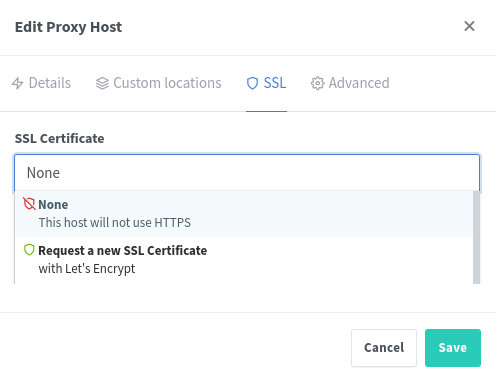 Edit Proxy Host
Details Custom locations SSL Advanced
SSL Certificate
None
None
This host will not use HTTPS
Request a new SSL Certificate
with Let's Encrypt
Cancel Save